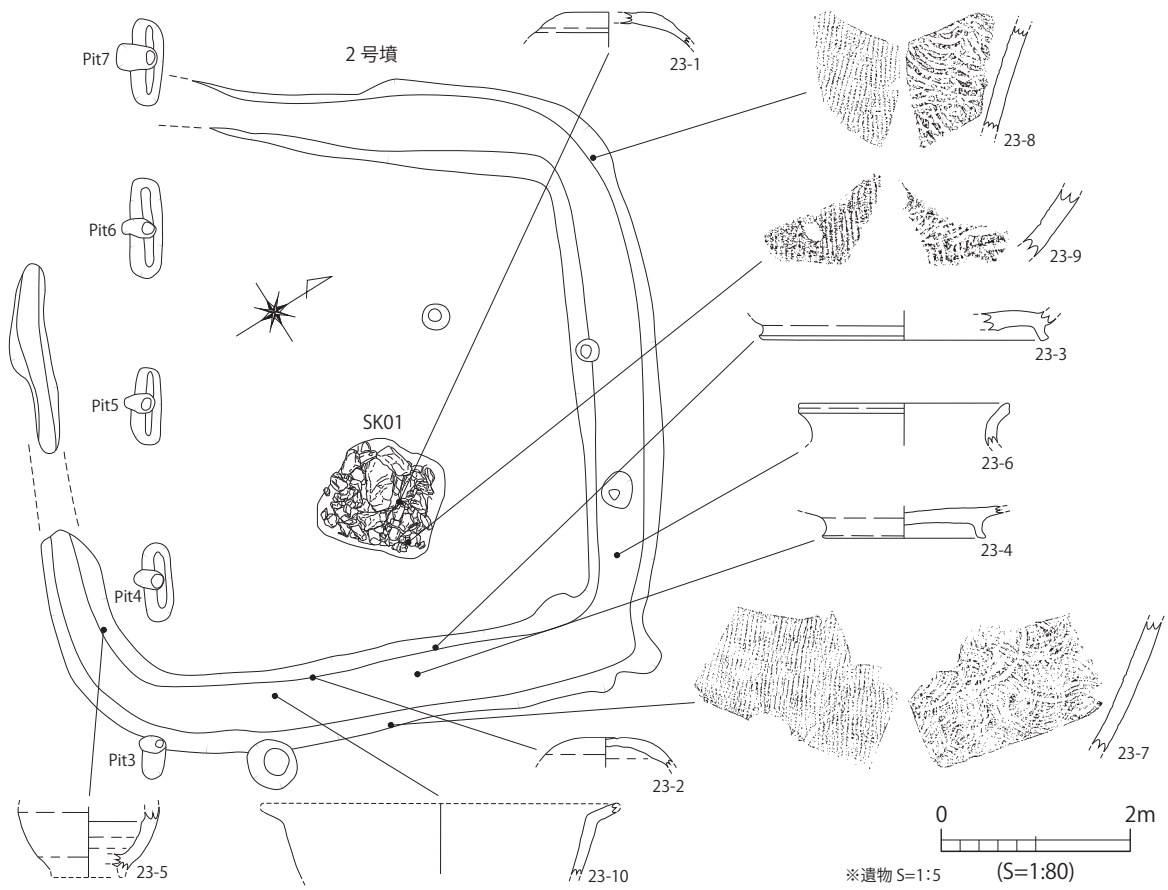 2号墳
Pit7
23-1
23-8
Pit6
23-9
23-3
Pit5
SK01
23-6
23-4
Pit4
23-7
Pit3
23-2
23-5
23-10
0 2m
※遺物 S=1:5 (S=1:80)